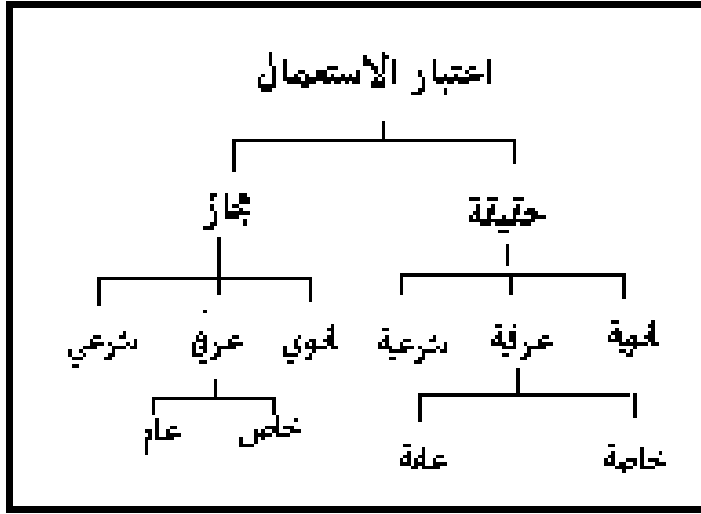 اعتبار الاستعمال
حقيقة مجاز
لغوية عرفية شرعية لغوي عرفي شرعي
خاصة عامة خاص عام